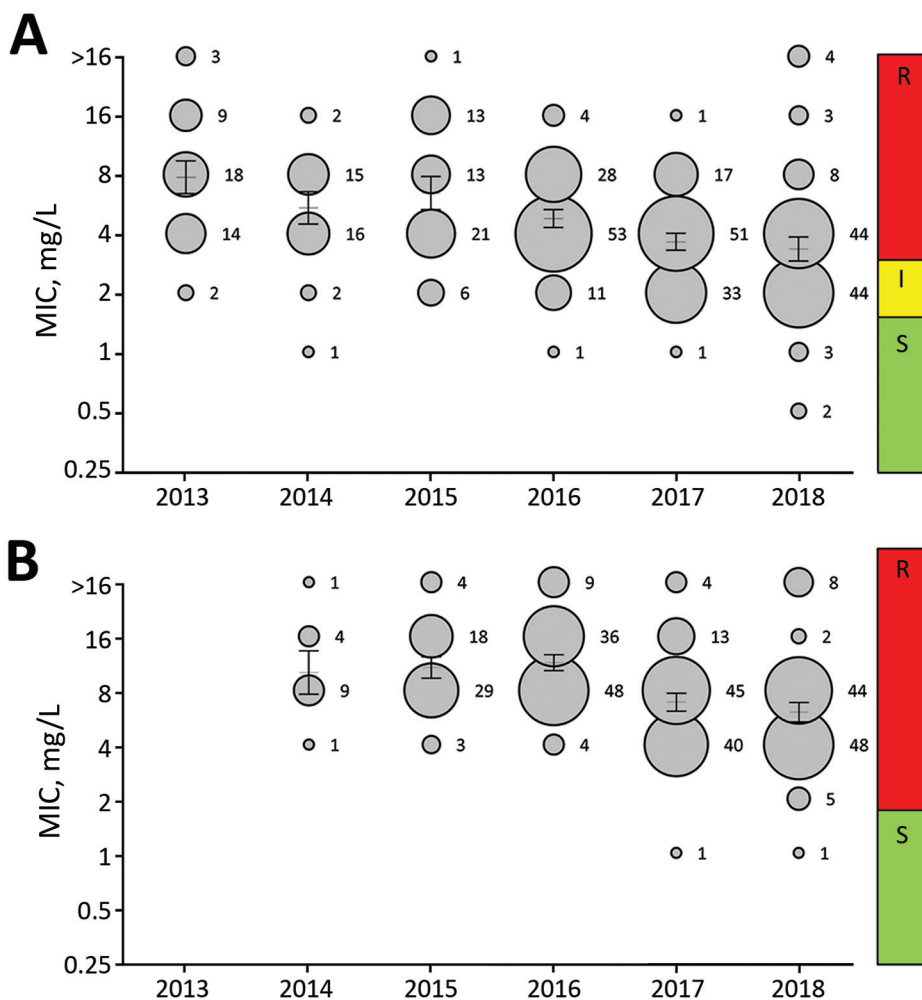 A
MIC, mg/L
>16 3 1 4 R
16 9 2 13 4 1 3
8 18 15 13 28 17 8
4 14 16 21 53 51 44
2 2 2 6 11 33 44 I
1 1 1 1 3 S
0.5 2
0.25
2013 2014 2015 2016 2017 2018
B
MIC, mg/L
>16 1 4 9 4 8 R
16 4 18 36 13 2
8 9 29 48 45 44
4 1 3 4 40 48
2 5
1 1 1 S
0.5
0.25
2013 2014 2015 2016 2017 2018